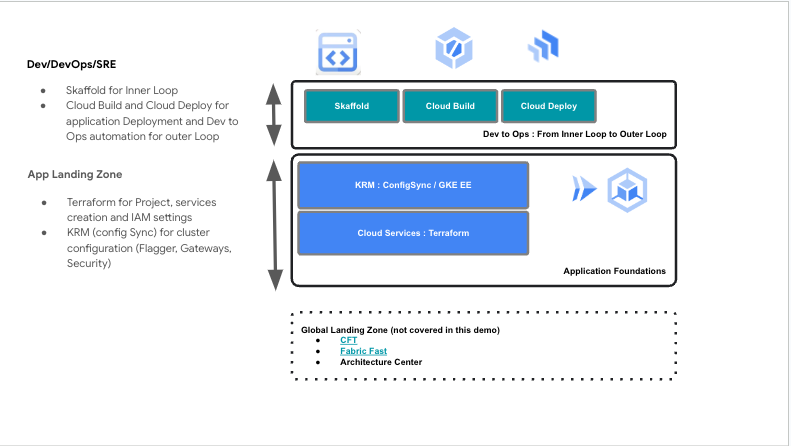 Dev/DevOps/SRE
● Skaffold for Inner Loop
● Cloud Build and Cloud Deploy for
application Deployment and Dev to
Ops automation for outer Loop
App Landing Zone
● Terraform for Project, services
creation and IAM settings
● KRM (config Sync) for cluster
configuration (Flagger, Gateways,
Security)
Skaffold
Cloud Build
Cloud Deploy
Dev to Ops : From Inner Loop to Outer Loop
KRM : ConfigSync / GKE EE
Cloud Services : Terraform
Application Foundations
Global Landing Zone (not covered in this demo)
● CFT
● Fabric Fast
● Architecture Center